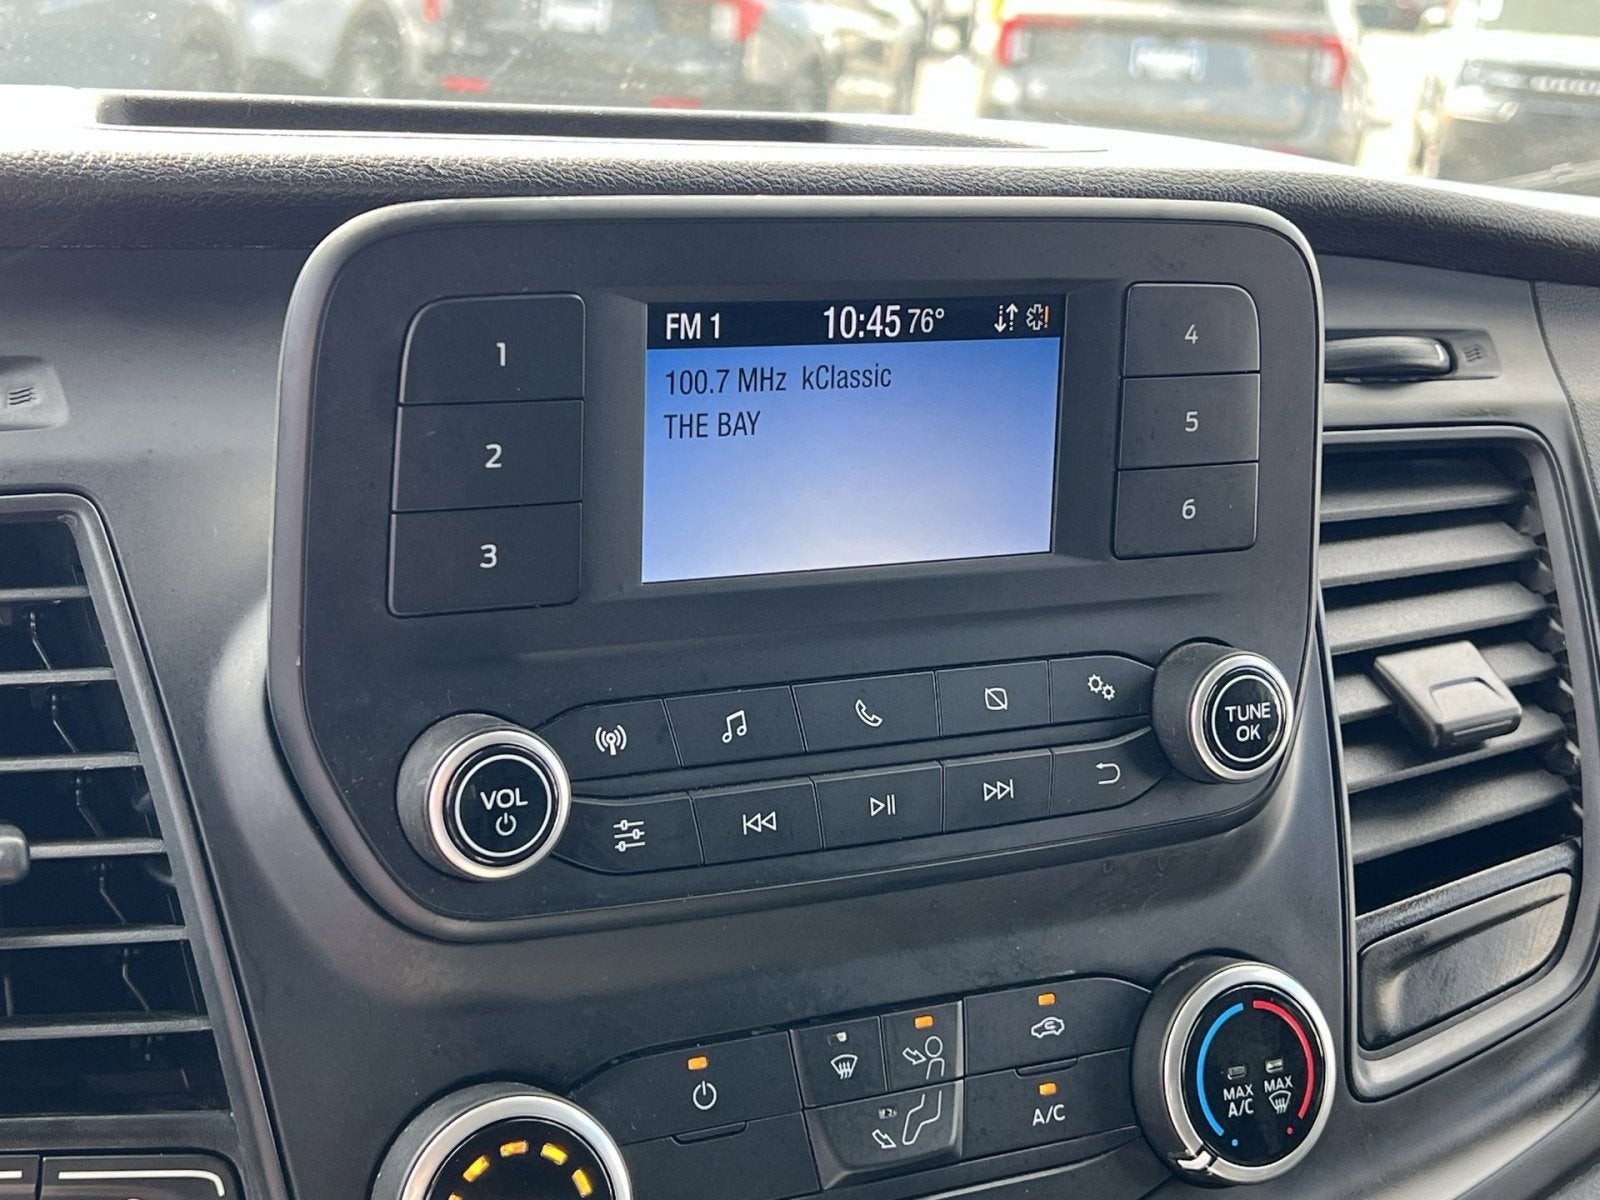 FM 1 10:45 76°
100.7 MHz kClassic
THE BAY
1
2
3
4
5
6
VOL
TUNE
OK
A/C
MAX
A/C
MAX